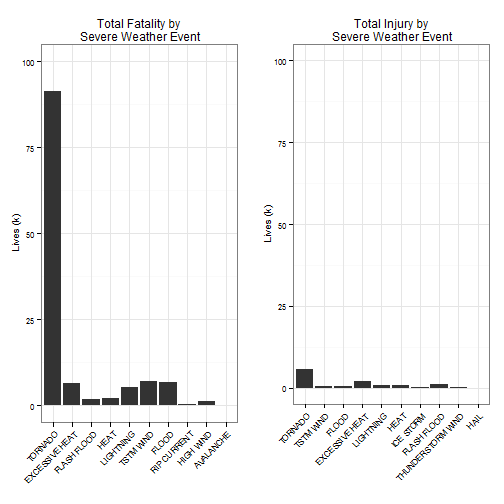 Total Fatality by
Severe Weather Event
Lives (k)
100
75
50
25
0
TORNADO
EXCESSIVE HEAT
FLASH FLOOD
HEAT
LIGHTNING
TSTM WIND
FLOOD
RIP CURRENT
HIGH WIND
AVALANCHE
Total Injury by
Severe Weather Event
Lives (k)
100
75
50
25
0
TORNADO
TSTM WIND
FLOOD
EXCESSIVE HEAT
LIGHTNING
HEAT
ICE STORM
FLASH FLOOD
THUNDERSTORM WIND
HAIL